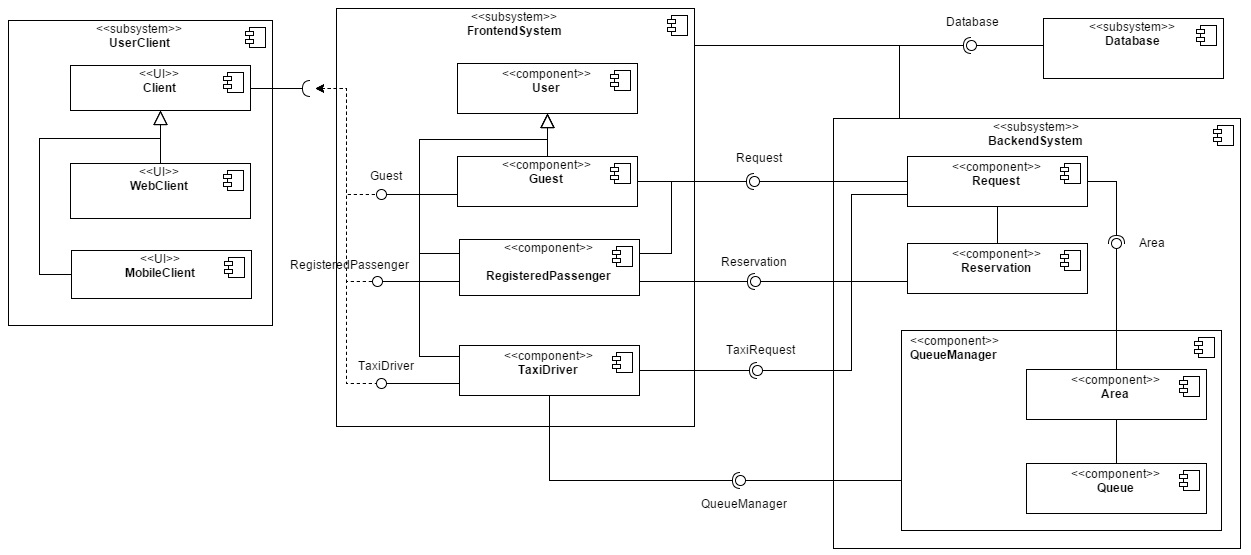 <<subsystem>>
UserClient
<<UI>>
Client
<<UI>>
WebClient
<<UI>>
MobileClient
<<subsystem>>
FrontendSystem
<<component>>
User
<<component>>
Guest
<<component>>
RegisteredPassenger
<<component>>
TaxiDriver
Guest
RegisteredPassenger
TaxiDriver
Database
<<subsystem>>
Database
Request
Reservation
TaxiRequest
QueueManager
<<subsystem>>
BackendSystem
<<component>>
Request
Area
<<component>>
Reservation
<<component>>
QueueManager
<<component>>
Area
<<component>>
Queue